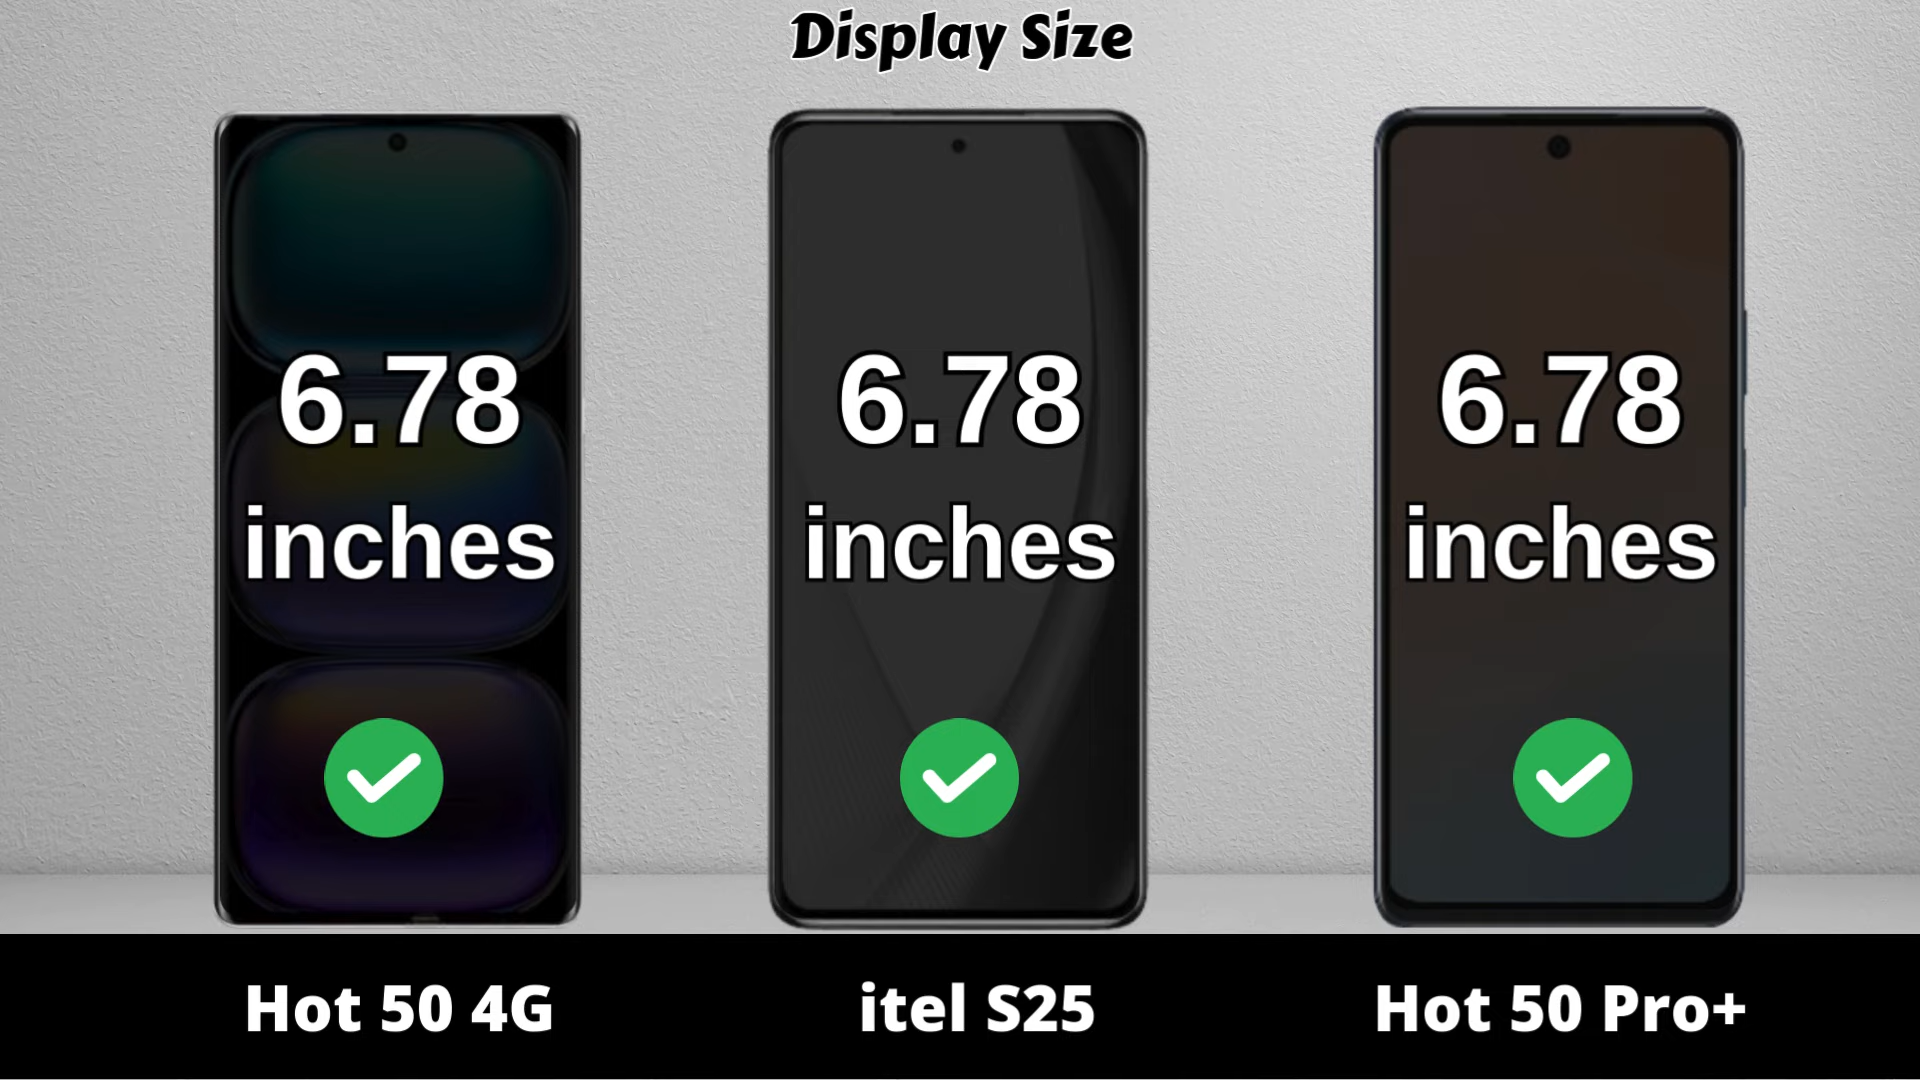 Display Size
6.78
inches
6.78
inches
6.78
inches
Hot 50 4G
itel S25
Hot 50 Pro+